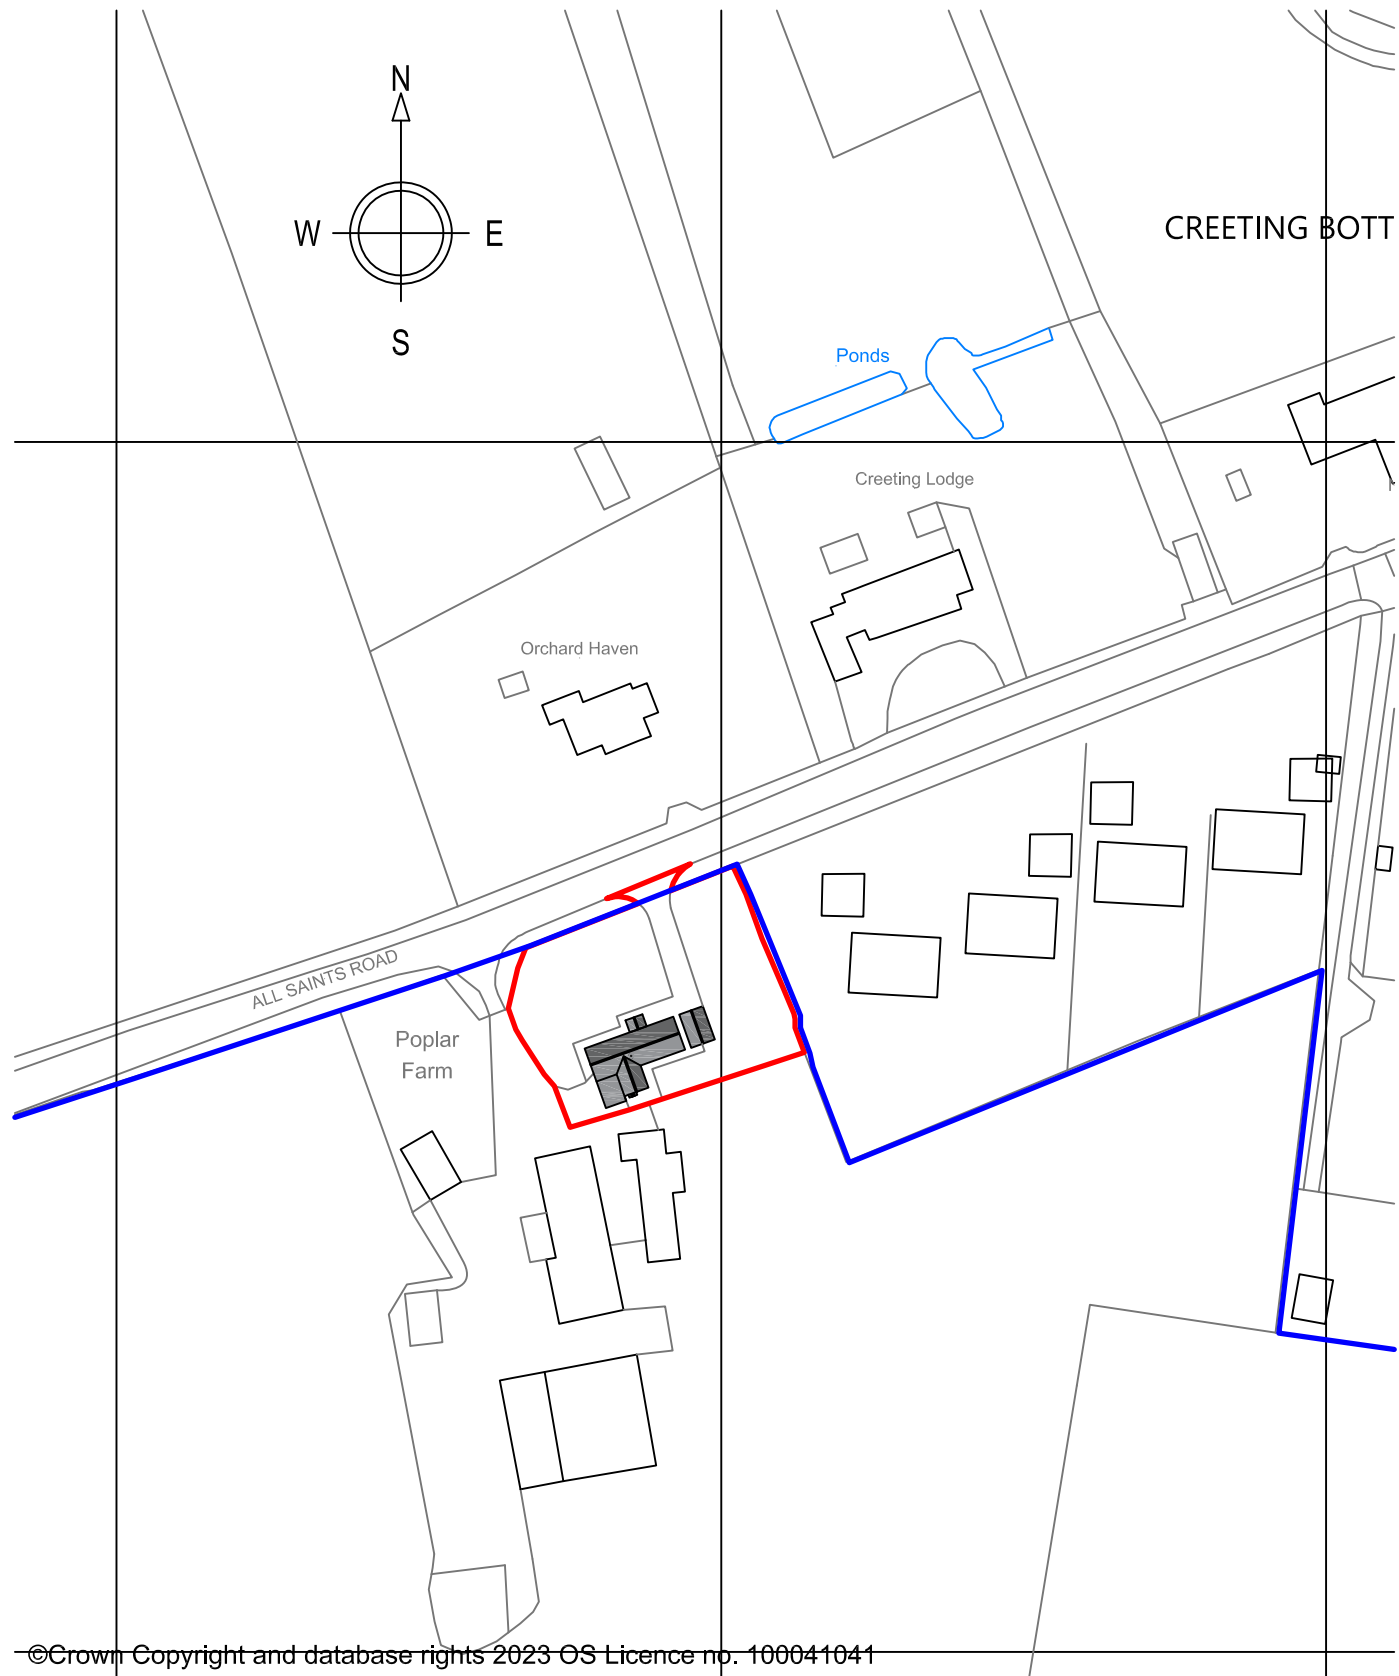 N
W E
S
CREETING BOTT
Ponds
Creeting Lodge
Orchard Haven
ALL SAINTS ROAD
Poplar
Farm
©Crown Copyright and database rights 2023 OS Licence no. 100041041